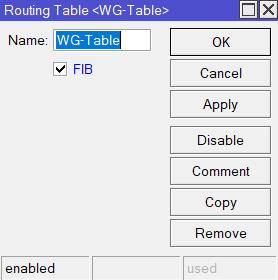 Routing Table <WG-Table>
Name: WG-Table
FIB
OK
Cancel
Apply
Disable
Comment
Copy
Remove
enabled
used